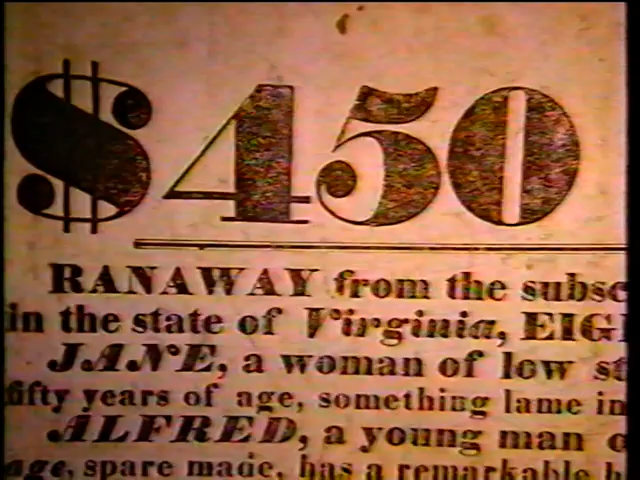 $450
RANAWAY from the subsc
in the state of Virginia, EIG
JANE, a woman of low st
fifty years of age, something lame in
ALFRED, a young man o
age, spare made, has a remarkable h